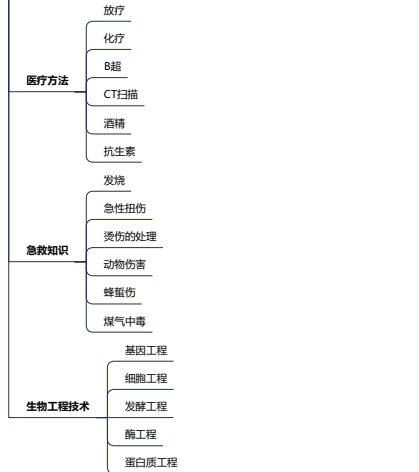 放疗
化疗
B超
医疗方法
CT扫描
酒精
抗生素
发烧
急性扭伤
烫伤的处理
急救知识
动物伤害
蜂蜇伤
煤气中毒
基因工程
细胞工程
生物工程技术
发酵工程
酶工程
蛋白质工程